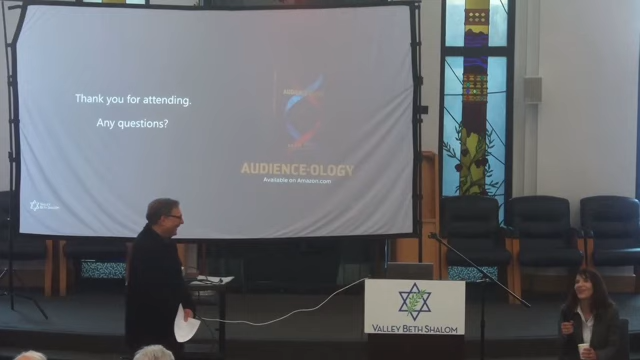 Thank you for attending.
Any questions?
AUDIENCE-OLOGY
Available on Amazon.com
VALLEY BETH SHALOM